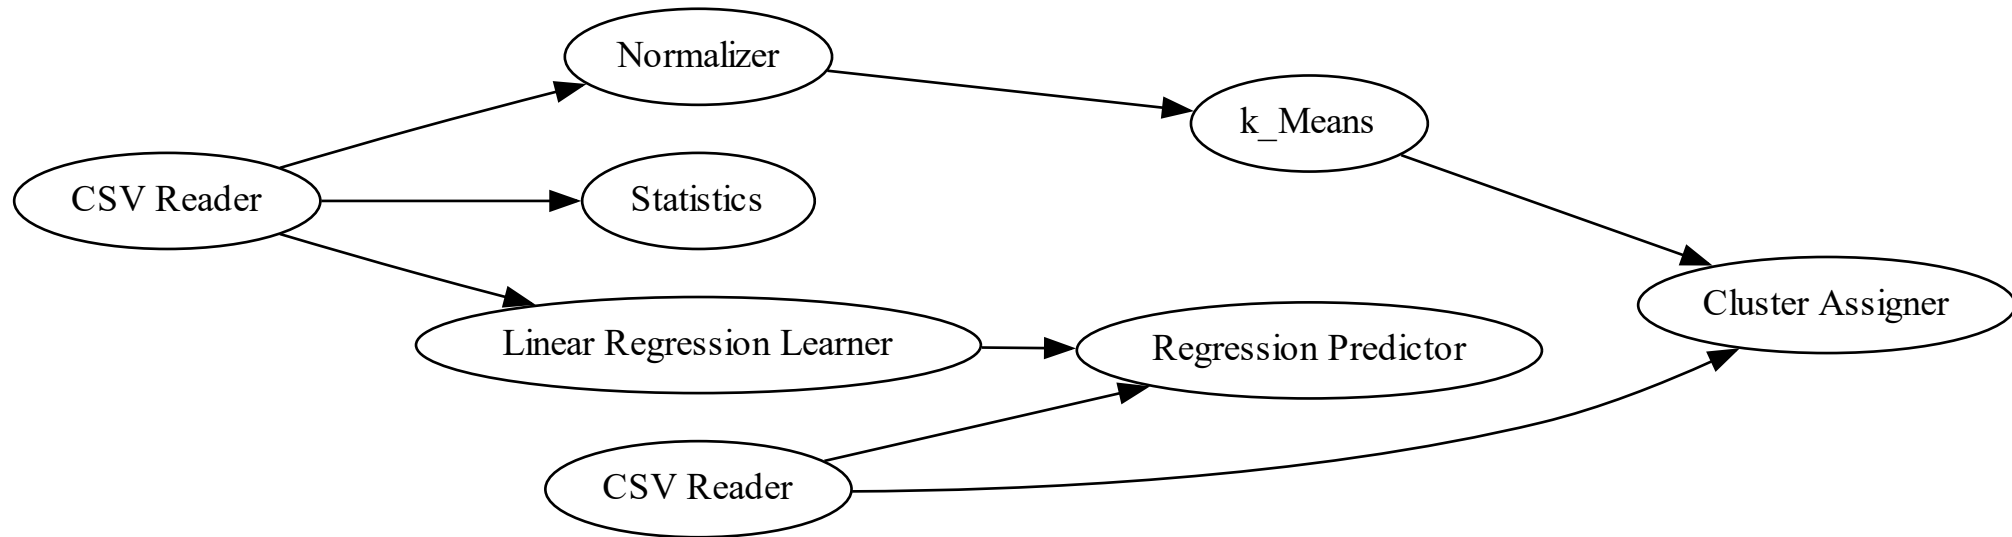 Normalizer
k_Means
CSV Reader
Statistics
Cluster Assigner
Linear Regression Learner
Regression Predictor
CSV Reader